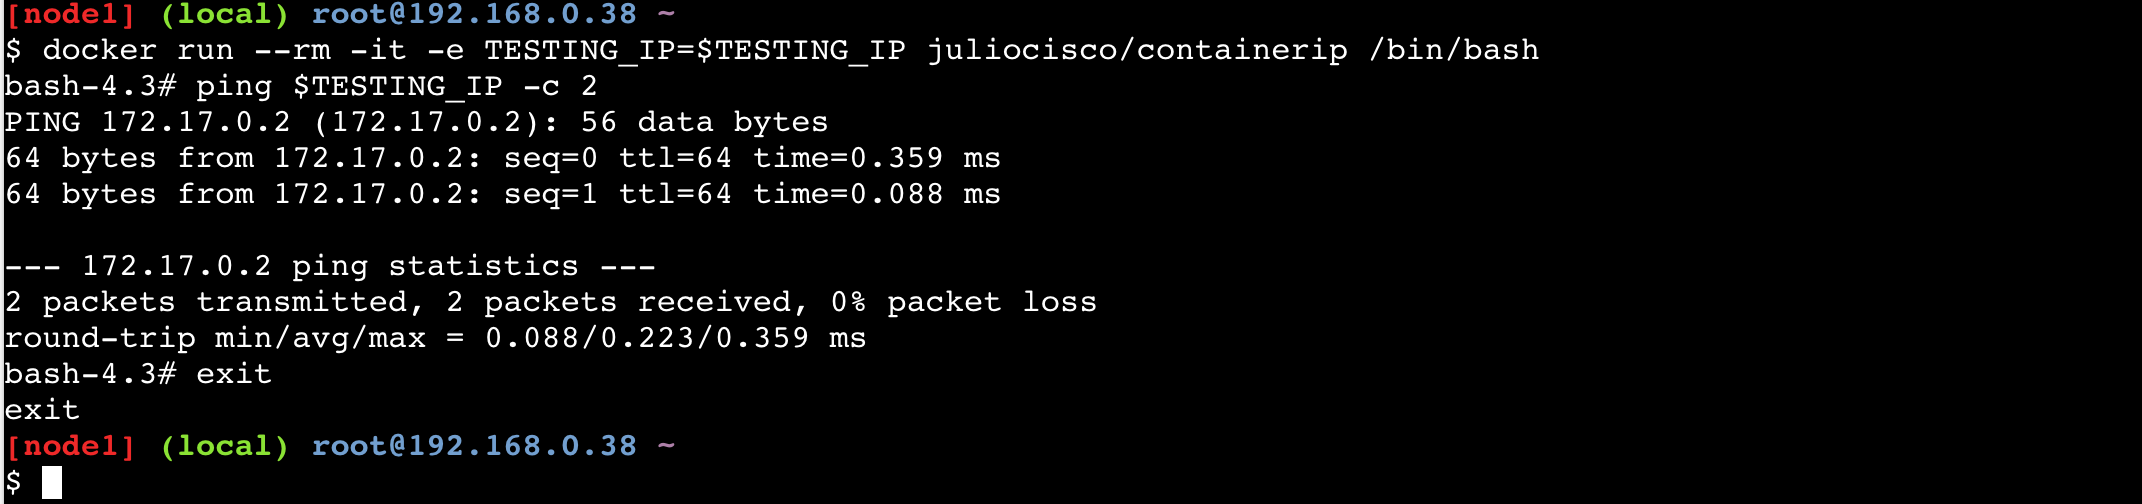 [node1] (local) root@192.168.0.38 ~
$ docker run --rm -it -e TESTING_IP=$TESTING_IP juliocisco/containerip /bin/bash
bash-4.3# ping $TESTING_IP -c 2
PING 172.17.0.2 (172.17.0.2): 56 data bytes
64 bytes from 172.17.0.2: seq=0 ttl=64 time=0.359 ms
64 bytes from 172.17.0.2: seq=1 ttl=64 time=0.088 ms

--- 172.17.0.2 ping statistics ---
2 packets transmitted, 2 packets received, 0% packet loss
round-trip min/avg/max = 0.088/0.223/0.359 ms
bash-4.3# exit
exit
[node1] (local) root@192.168.0.38 ~
$